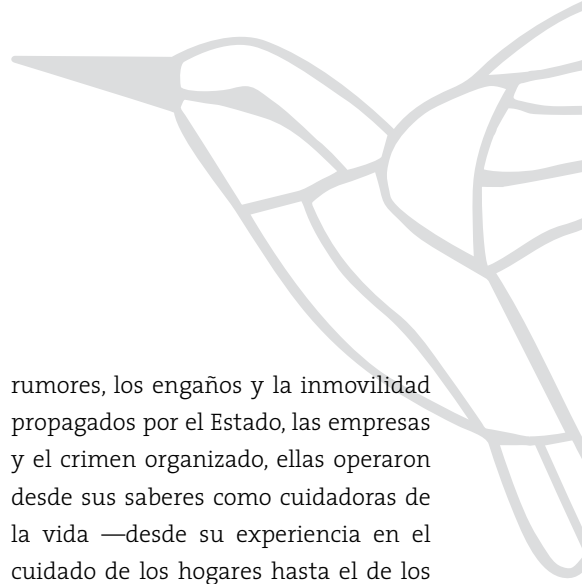 rumores, los engaños y la inmovilidad
propagados por el Estado, las empresas
y el crimen organizado, ellas operaron
desde sus saberes como cuidadoras de
la vida —desde su experiencia en el
cuidado de los hogares hasta el de los